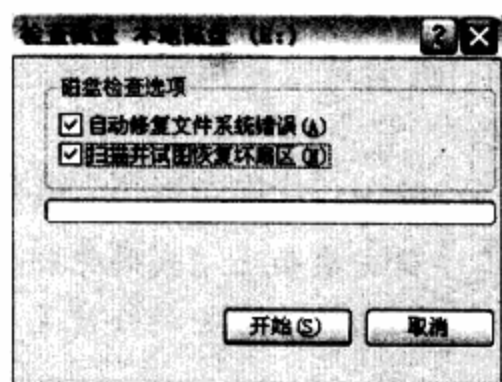 检查磁盘 本地磁盘 (E:)
磁盘检查选项
自动修复文件系统错误(A)
扫描并试图恢复坏扇区(N)
开始(S)
取消